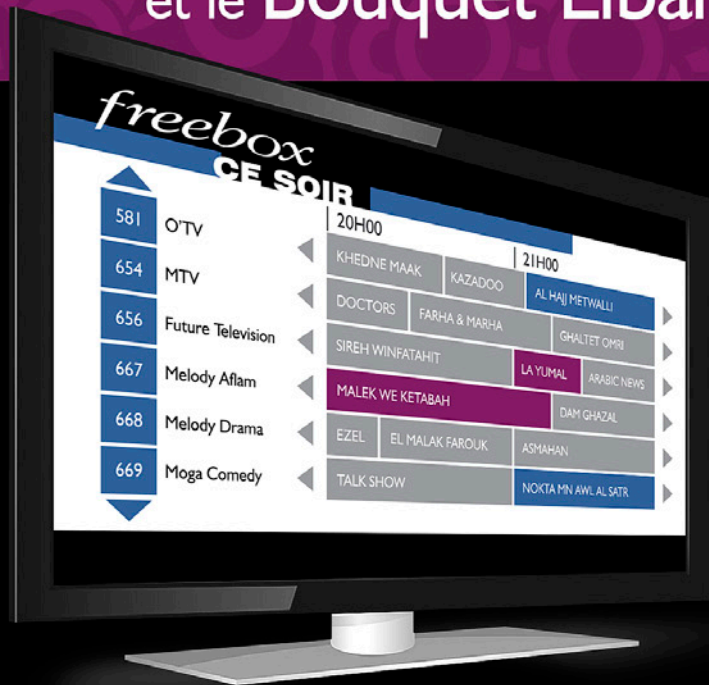 et le Bouquet Liban
freebox
CE SOIR
20H00
21H00
581 O'TV
KHEDNE MAAK
KAZADOO
AL HAJJ METWALLI
654 MTV
DOCTORS
FARHA & MARHA
GHALTET OMRI
656 Future Television
SIREH WINFATAHIT
LA YUMAL
ARABIC NEWS
667 Melody Aflam
MALEK WE KETABAH
DAM GHAZAL
668 Melody Drama
EZEL
EL MALAK FAROUK
ASMAHAN
669 Moga Comedy
TALK SHOW
NOKTA MN AWL AL SATR